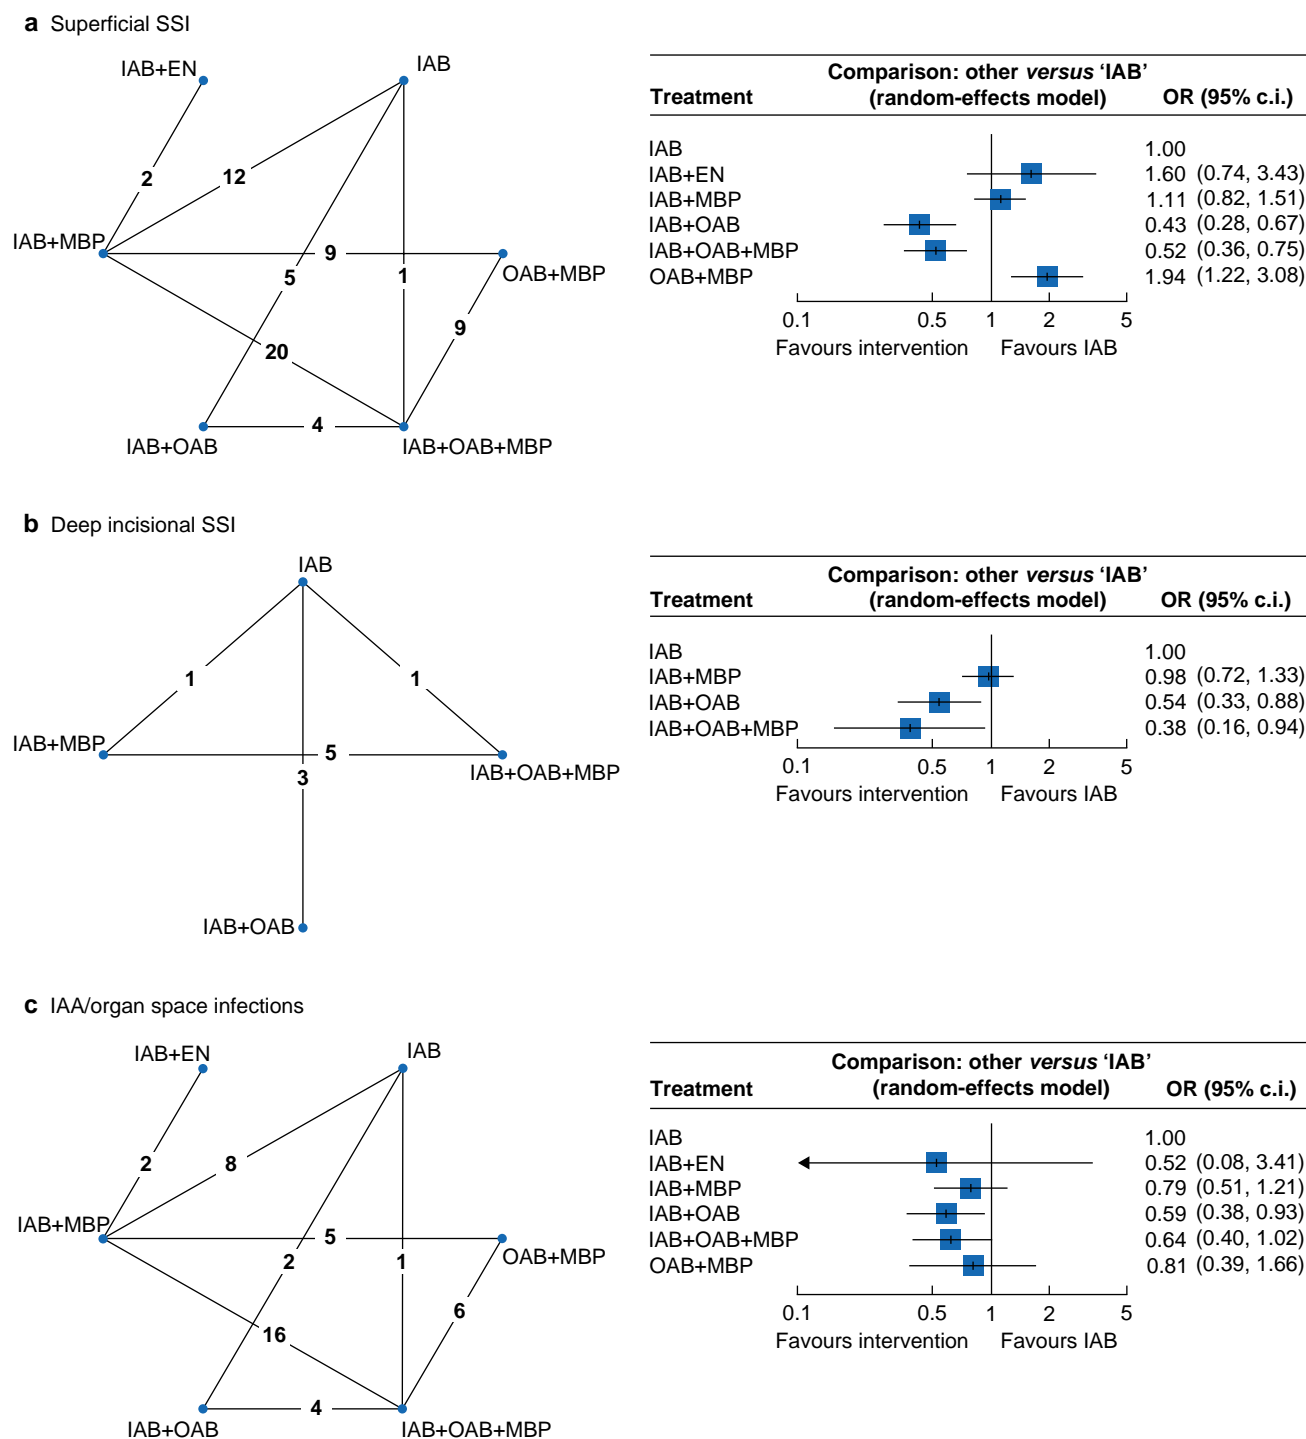 a Superficial SSI
IAB+EN
IAB
2
12
IAB+MBP
9
OAB+MBP
5
1
9
20
4
IAB+OAB
IAB+OAB+MBP
Comparison: other versus 'IAB'
Treatment (random-effects model) OR (95% c.i.)
IAB 1.00
IAB+EN 1.60 (0.74, 3.43)
IAB+MBP 1.11 (0.82, 1.51)
IAB+OAB 0.43 (0.28, 0.67)
IAB+OAB+MBP 0.52 (0.36, 0.75)
OAB+MBP 1.94 (1.22, 3.08)
0.1 0.5 1 2 5
Favours intervention Favours IAB
b Deep incisional SSI
IAB
1
1
IAB+MBP
5
IAB+OAB+MBP
3
IAB+OAB
Comparison: other versus 'IAB'
Treatment (random-effects model) OR (95% c.i.)
IAB 1.00
IAB+MBP 0.98 (0.72, 1.33)
IAB+OAB 0.54 (0.33, 0.88)
IAB+OAB+MBP 0.38 (0.16, 0.94)
0.1 0.5 1 2 5
Favours intervention Favours IAB
c IAA/organ space infections
IAB+EN
IAB
2
8
IAB+MBP
5
OAB+MBP
2
1
6
16
4
IAB+OAB
IAB+OAB+MBP
Comparison: other versus 'IAB'
Treatment (random-effects model) OR (95% c.i.)
IAB 1.00
IAB+EN 0.52 (0.08, 3.41)
IAB+MBP 0.79 (0.51, 1.21)
IAB+OAB 0.59 (0.38, 0.93)
IAB+OAB+MBP 0.64 (0.40, 1.02)
OAB+MBP 0.81 (0.39, 1.66)
0.1 0.5 1 2 5
Favours intervention Favours IAB